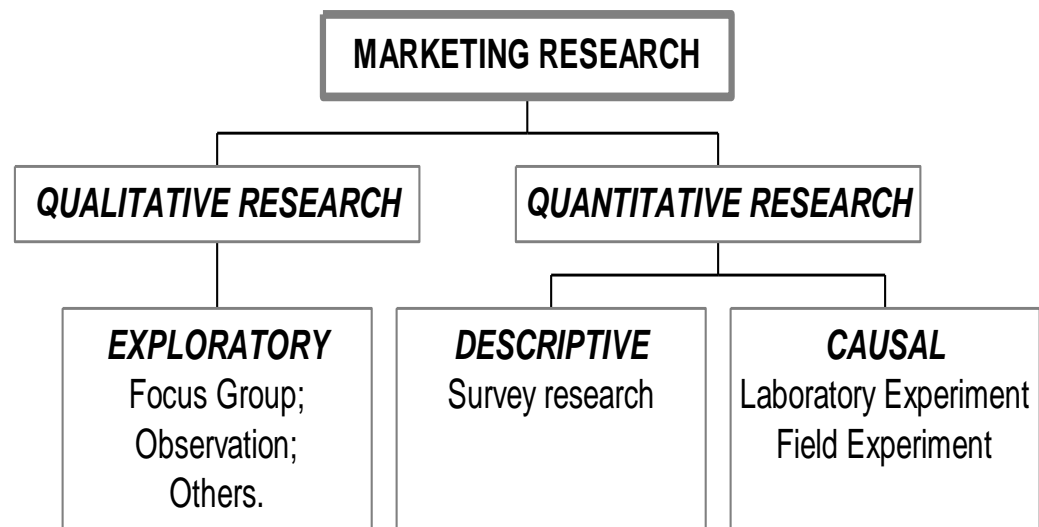 MARKETING RESEARCH
QUALITATIVE RESEARCH
QUANTITATIVE RESEARCH
EXPLORATORY
Focus Group;
Observation;
Others.
DESCRIPTIVE
Survey research
CAUSAL
Laboratory Experiment
Field Experiment